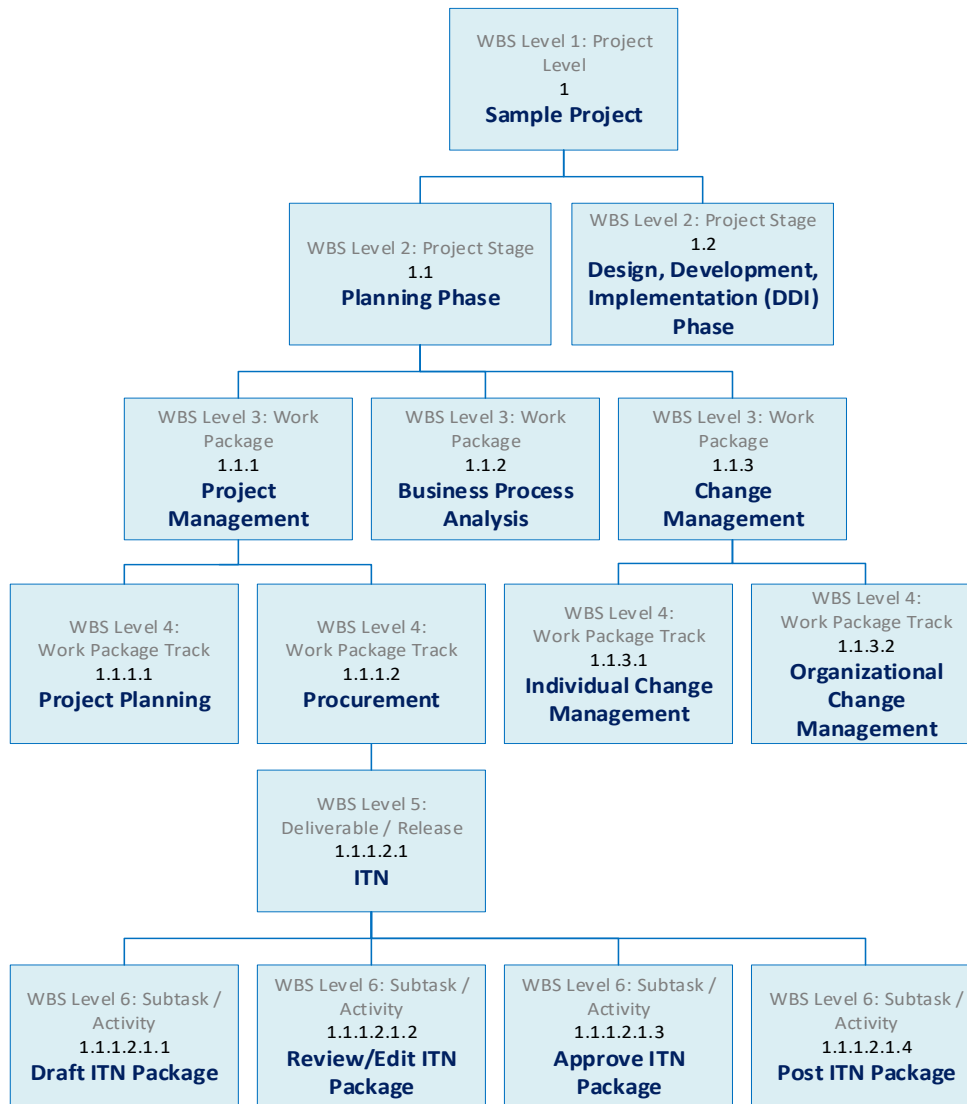 WBS Level 1: Project
Level
1
Sample Project
WBS Level 2: Project Stage
1.1
Planning Phase
WBS Level 2: Project Stage
1.2
Design, Development,
Implementation (DDI)
Phase
WBS Level 3: Work
Package
1.1.1
Project
Management
WBS Level 3: Work
Package
1.1.2
Business Process
Analysis
WBS Level 3: Work
Package
1.1.3
Change
Management
WBS Level 4:
Work Package Track
1.1.1.1
Project Planning
WBS Level 4:
Work Package Track
1.1.1.2
Procurement
WBS Level 4:
Work Package Track
1.1.3.1
Individual Change
Management
WBS Level 4:
Work Package Track
1.1.3.2
Organizational
Change
Management
WBS Level 5:
Deliverable / Release
1.1.1.2.1
ITN
WBS Level 6: Subtask /
Activity
1.1.1.2.1.1
Draft ITN Package
WBS Level 6: Subtask /
Activity
1.1.1.2.1.2
Review/Edit ITN
Package
WBS Level 6: Subtask /
Activity
1.1.1.2.1.3
Approve ITN
Package
WBS Level 6: Subtask /
Activity
1.1.1.2.1.4
Post ITN Package